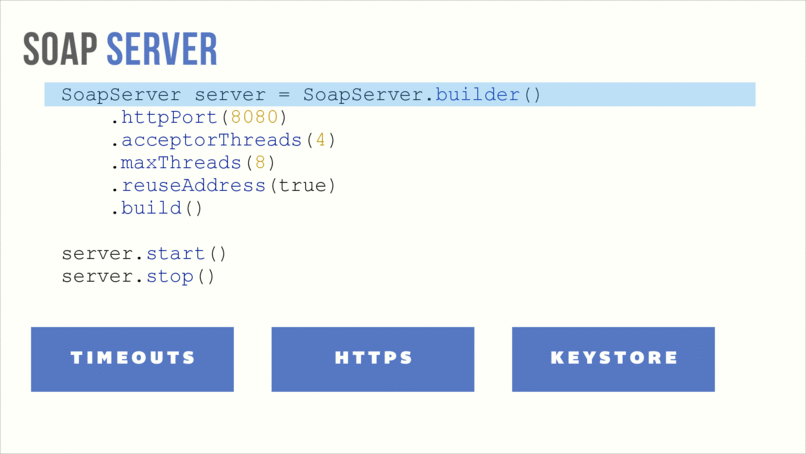 SOAP SERVER
SoapServer server = SoapServer.builder()
.httpPort(8080)
.acceptorThreads(4)
.maxThreads(8)
.reuseAddress(true)
.build()
server.start()
server.stop()
TIMEOUTS
HTTPS
KEYSTORE